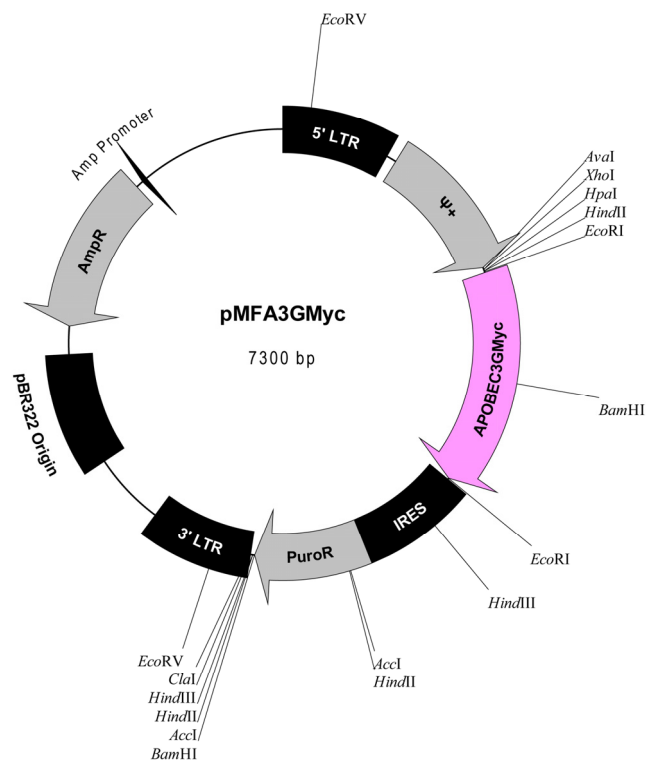 EcoRV
5' LTR
Amp Promoter
Ψ+
AvaI
XhoI
HpaI
HindII
EcoRI
AmpR
pMFA3GMyc
7300 bp
APOBEC3GMyc
BamHI
pBR322 Origin
IRES
3' LTR
PuroR
EcoRI
HindIII
EcoRV
ClaI
HindIII
HindII
AccI
BamHI
AccI
HindII